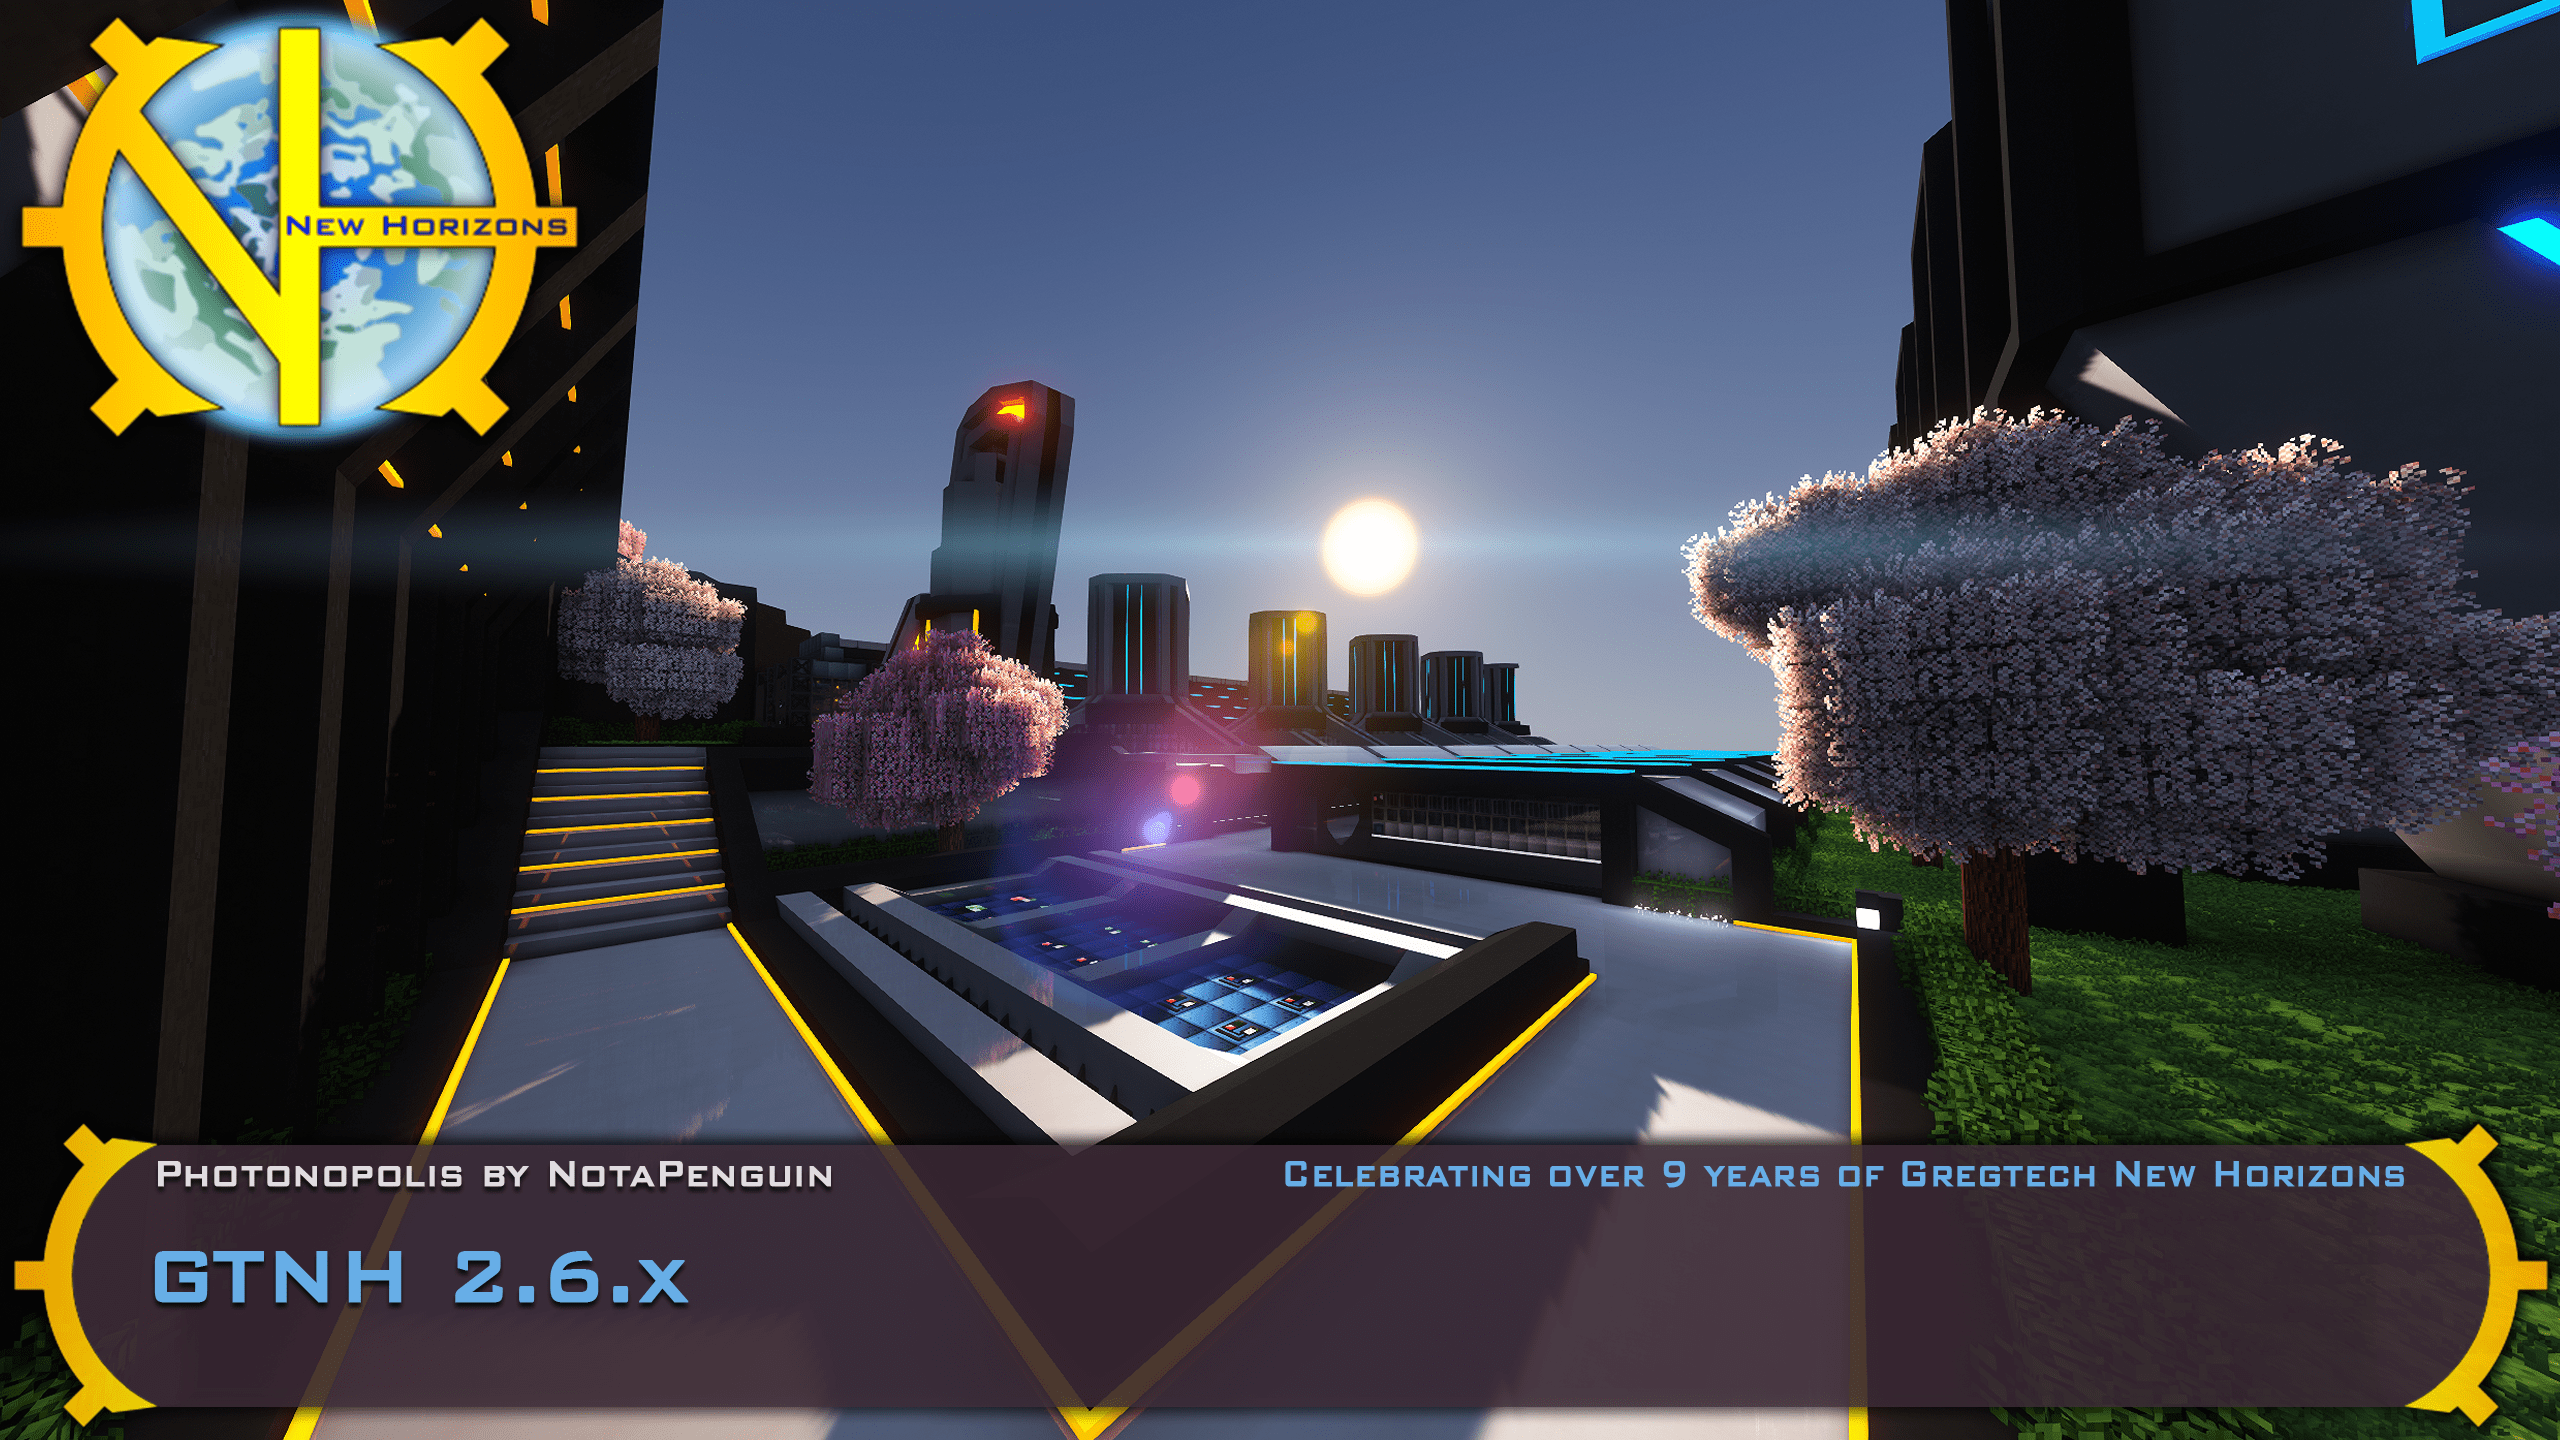 New Horizons
Photonopolis by NotaPenguin
Celebrating over 9 years of Gregtech New Horizons
GTNH 2.6.x